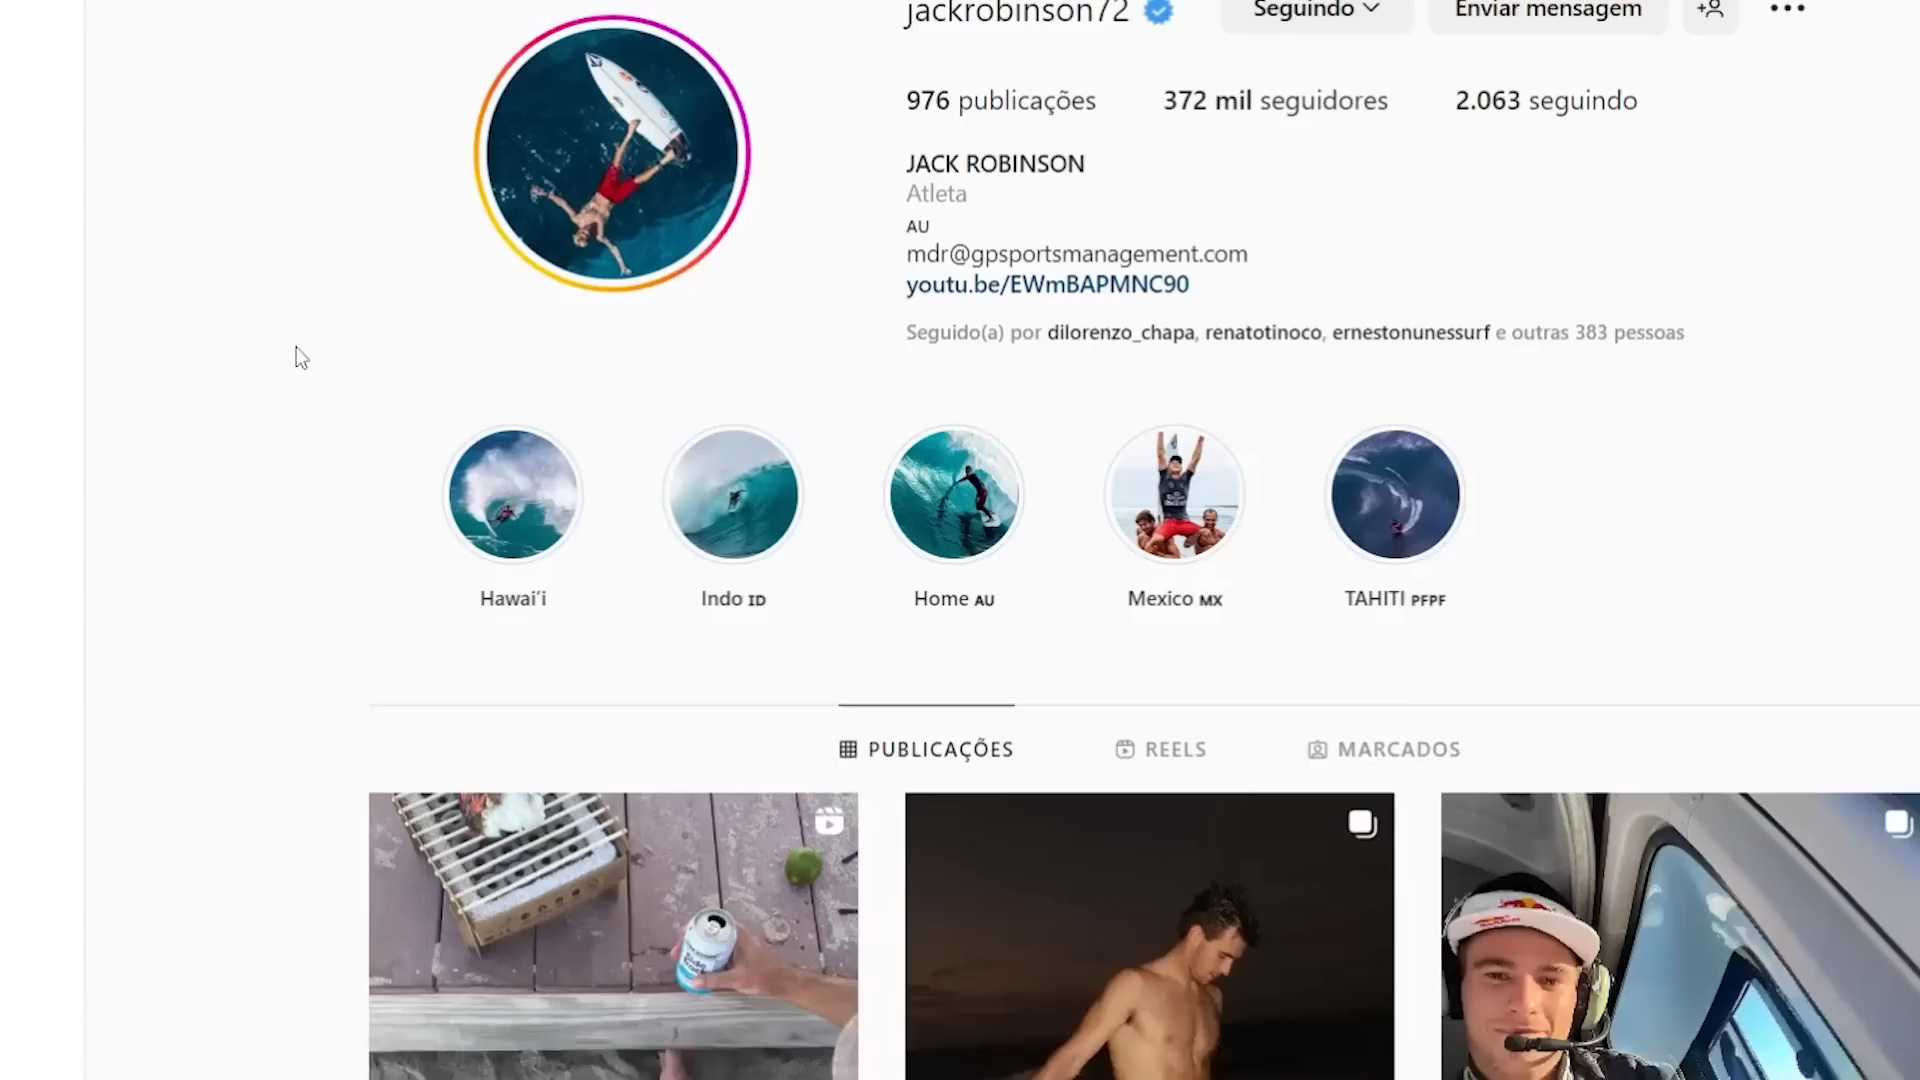 jackrobinson72
Seguindo
Enviar mensagem
976 publicações
372 mil seguidores
2.063 seguindo
JACK ROBINSON
Atleta
AU
mdr@gpsportsmanagement.com
youtu.be/EWmBAPMNC90
Seguido(a) por dilorenzo_chapa, renatotinoco, ernestonunessurf e outras 383 pessoas
Hawai'i
Indo ID
Home AU
Mexico MX
TAHITI PFPF
PUBLICAÇÕES
REELS
MARCADOS